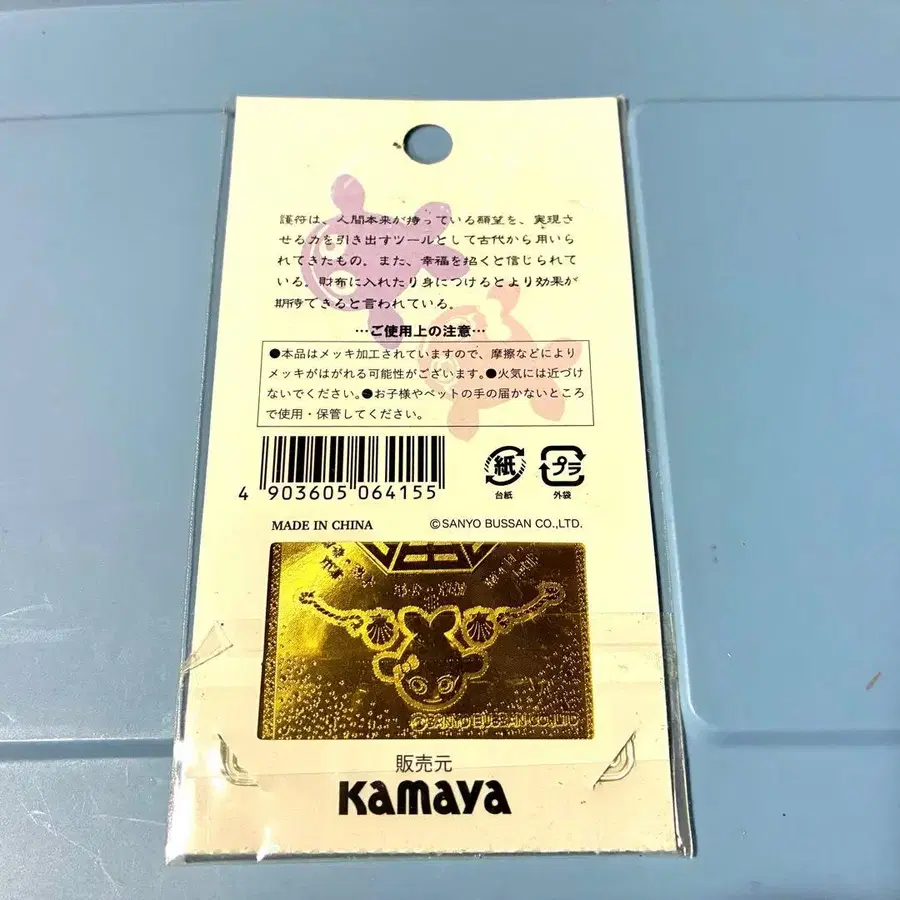 護符は、人間本来が持っている願望を、実現さ
せる力を引き出すツールとして古代から用いら
れてきたもの。また、幸福を招くと信じられて
いる。財布に入れたり身につけるとより効果が
期待できると言われている。
…ご使用上の注意…
●本品はメッキ加工されていますので、摩擦などにより
メッキがはがれる可能性がございます。●火気には近づけ
ないでください。●お子様やペットの手の届かないところ
で使用・保管してください。
4 903605 064155
紙
台紙
プラ
外袋
MADE IN CHINA
©SANYO BUSSAN CO.,LTD.
©SANYO BUSSAN CO.,LTD
販売元
Kamaya